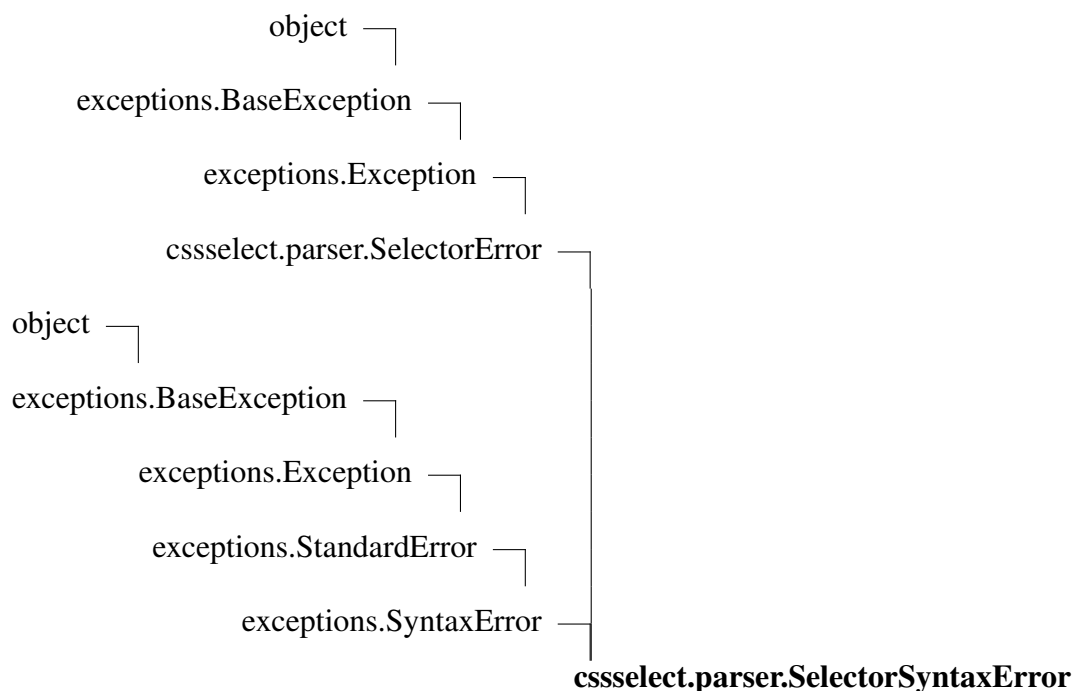 object
exceptions.BaseException
exceptions.Exception
cssselect.parser.SelectorError
object
exceptions.BaseException
exceptions.Exception
exceptions.StandardError
exceptions.SyntaxError
cssselect.parser.SelectorSyntaxError